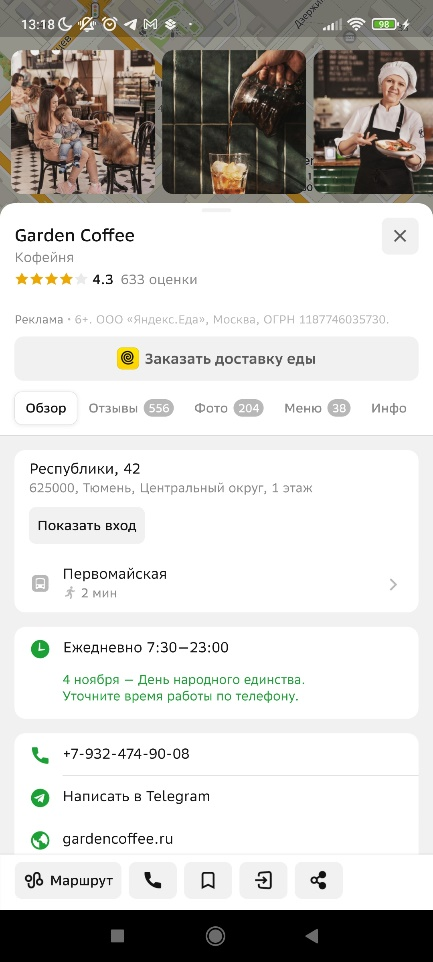 13:18
98
Garden Coffee
Кофейня
4.3 633 оценки
Реклама • 6+. ООО «Яндекс.Еда», Москва, ОГРН 1187746035730.
Заказать доставку еды
Обзор Отзывы 556 Фото 204 Меню 38 Инфо
Республики, 42
625000, Тюмень, Центральный округ, 1 этаж
Показать вход
Первомайская
2 мин
Ежедневно 7:30—23:00
4 ноября — День народного единства.
Уточните время работы по телефону.
+7-932-474-90-08
Написать в Telegram
gardencoffee.ru
Маршрут